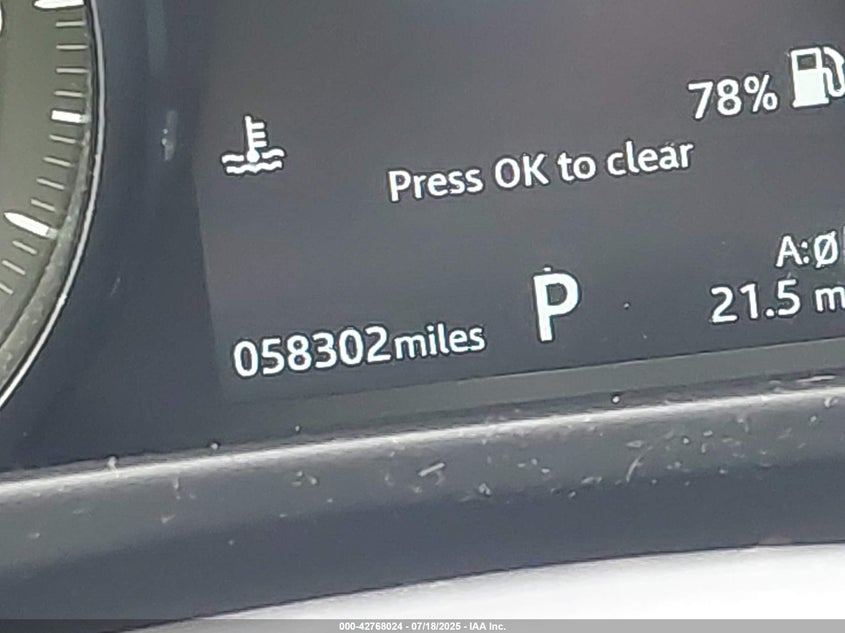 78%
Press OK to clear
A:Ø
058302miles
P
21.5 m
000-42768024 - 07/18/2025 - IAA Inc.